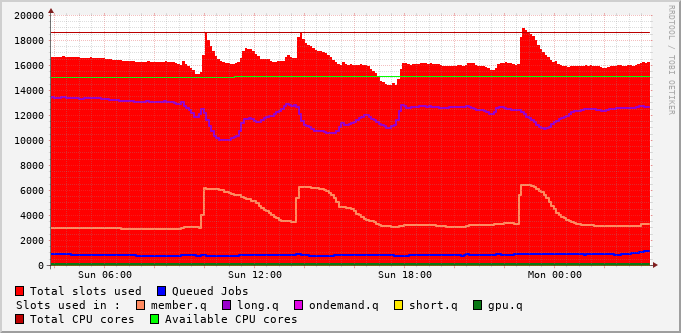 20000
18000
16000
14000
12000
10000
8000
6000
4000
2000
0
Sun 06:00 Sun 12:00 Sun 18:00 Mon 00:00
RRDTOOL / TOBI OETIKER
Total slots used Queued Jobs
Slots used in : member.q long.q ondemand.q short.q gpu.q
Total CPU cores Available CPU cores